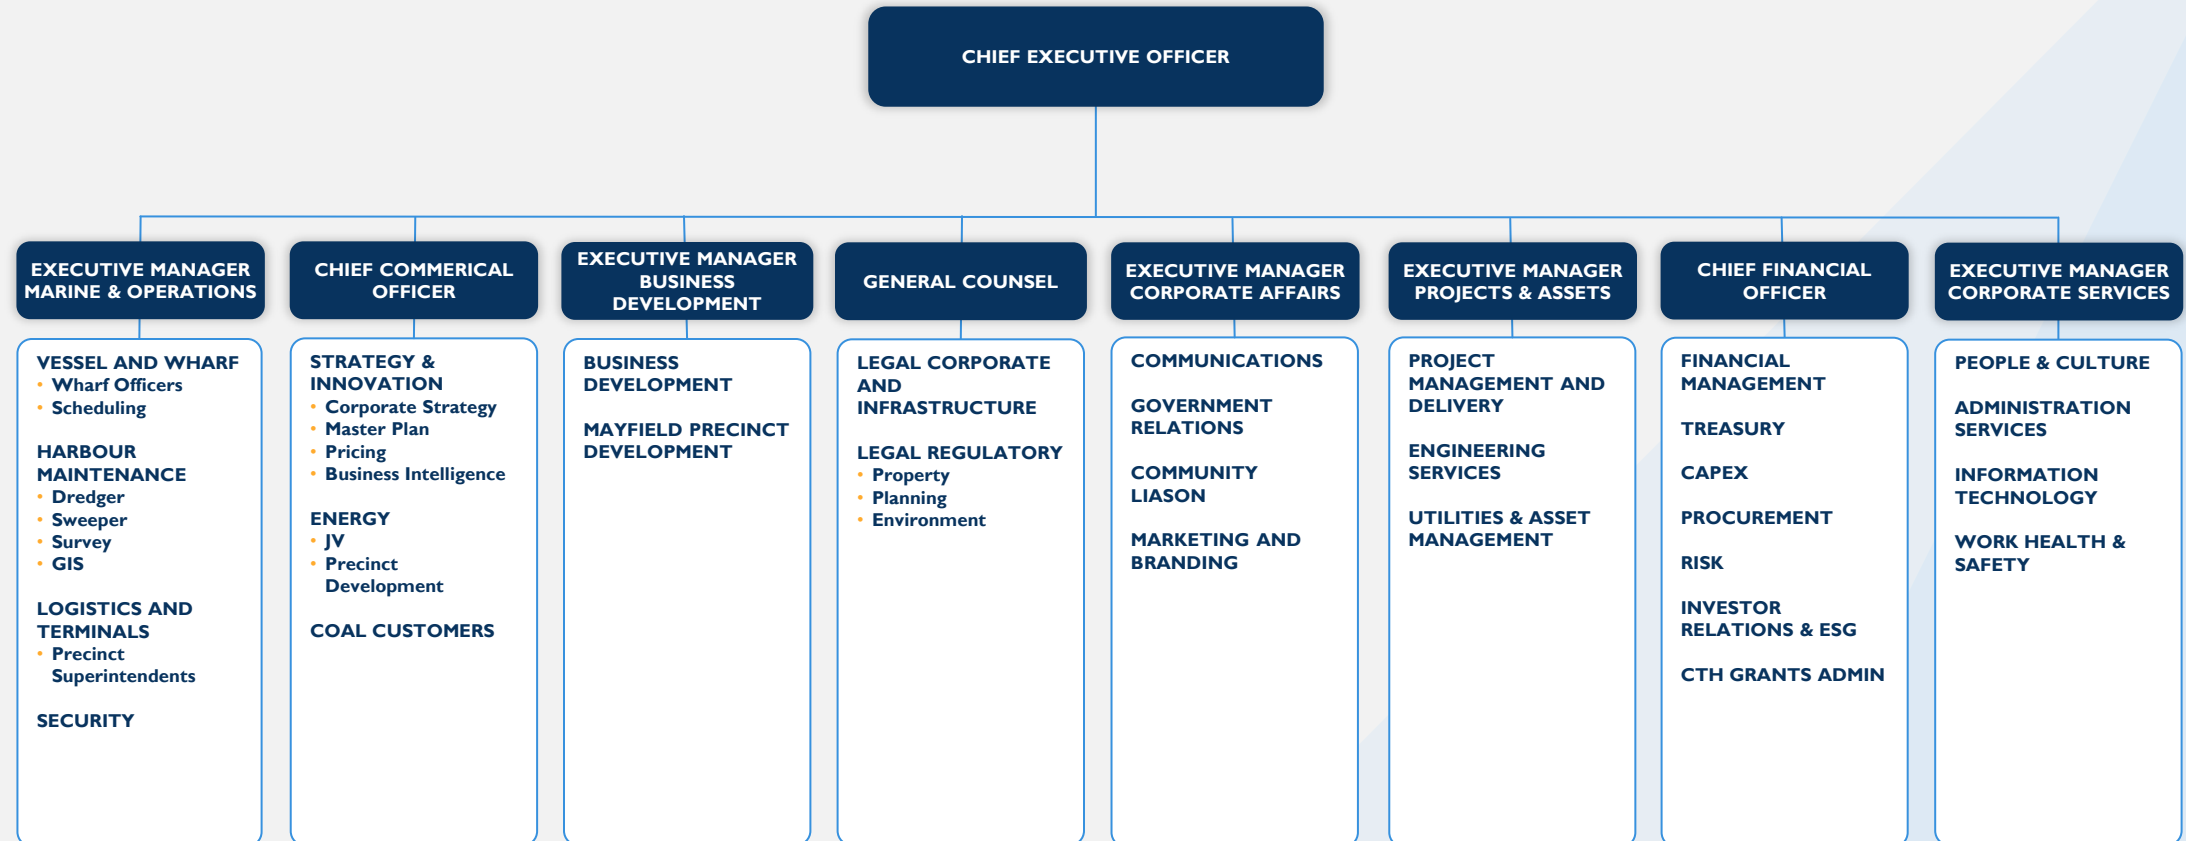 CHIEF EXECUTIVE OFFICER
EXECUTIVE MANAGER
MARINE & OPERATIONS
VESSEL AND WHARF
• Wharf Officers
• Scheduling
HARBOUR
MAINTENANCE
• Dredger
• Sweeper
• Survey
• GIS
LOGISTICS AND
TERMINALS
• Precinct
Superintendents
SECURITY
CHIEF COMMERICAL
OFFICER
STRATEGY &
INNOVATION
• Corporate Strategy
• Master Plan
• Pricing
• Business Intelligence
ENERGY
• JV
• Precinct
Development
COAL CUSTOMERS
EXECUTIVE MANAGER
BUSINESS
DEVELOPMENT
BUSINESS
DEVELOPMENT
MAYFIELD PRECINCT
DEVELOPMENT
GENERAL COUNSEL
LEGAL CORPORATE
AND
INFRASTRUCTURE
LEGAL REGULATORY
• Property
• Planning
• Environment
EXECUTIVE MANAGER
CORPORATE AFFAIRS
COMMUNICATIONS
GOVERNMENT
RELATIONS
COMMUNITY
LIASON
MARKETING AND
BRANDING
EXECUTIVE MANAGER
PROJECTS & ASSETS
PROJECT
MANAGEMENT AND
DELIVERY
ENGINEERING
SERVICES
UTILITIES & ASSET
MANAGEMENT
CHIEF FINANCIAL
OFFICER
FINANCIAL
MANAGEMENT
TREASURY
CAPEX
PROCUREMENT
RISK
INVESTOR
RELATIONS & ESG
CTH GRANTS ADMIN
EXECUTIVE MANAGER
CORPORATE SERVICES
PEOPLE & CULTURE
ADMINISTRATION
SERVICES
INFORMATION
TECHNOLOGY
WORK HEALTH &
SAFETY